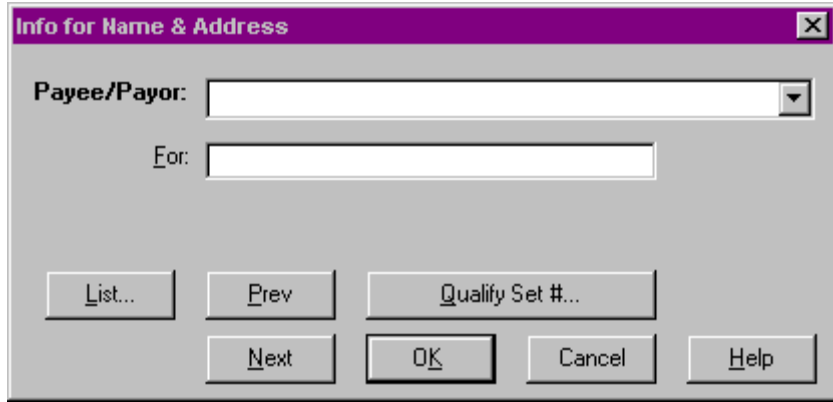 Info for Name & Address
Payee/Payor:
For:
List... Prev Qualify Set #...
Next OK Cancel Help